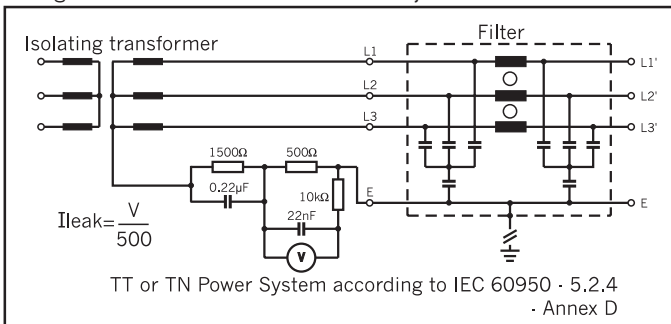 Isolating transformer
Filter
L1
L1'
L2
L2'
L3
L3'
1500Ω
500Ω
0.22µF
10kΩ
E
E
22nF
Ileak= V
500
V
TT or TN Power System according to IEC 60950 - 5.2.4
- Annex D